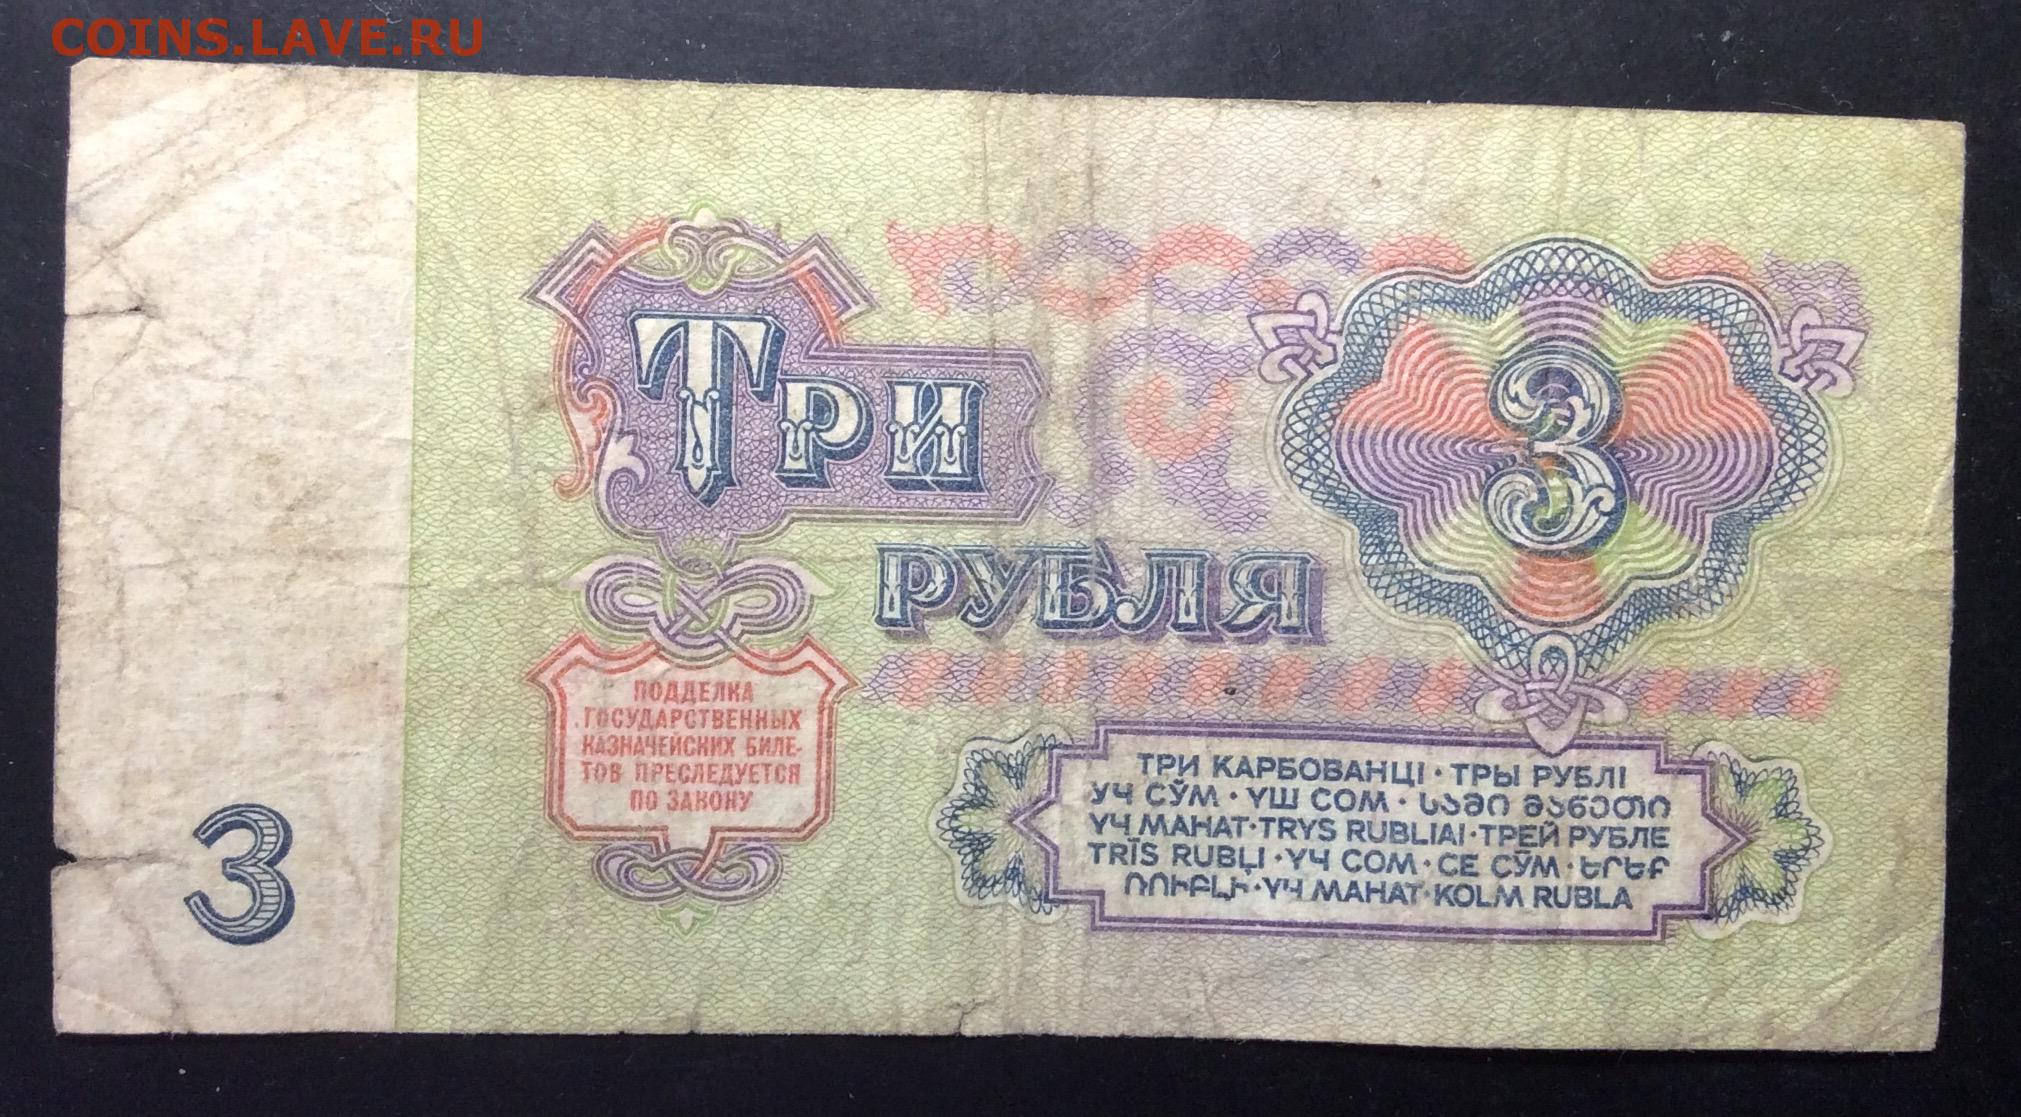 COINS.LAVE.RU
ТРИ
РУБЛЯ
3
ПОДДЕЛКА
ГОСУДАРСТВЕННЫХ
КАЗНАЧЕЙСКИХ БИЛЕ-
ТОВ ПРЕСЛЕДУЕТСЯ
ПО ЗАКОНУ
3
ТРИ КАРБОВАНЦІ · ТРЫ РУБЛІ
УЧ СЎМ · ҮШ СОМ · ᲡᲐᲛᲘ ᲛᲐᲜᲔᲗᲘ
ҮЧ МАНАТ · TRYS RUBLIAI · ТРЕЙ РУБЛЕ
TRĪS RUBĻI · ҮЧ СОМ · СЕ СӮМ · ԵՐԵՔ
ՌՈՒԲԼԻ · ҮЧ МАНАТ · KOLM RUBLA